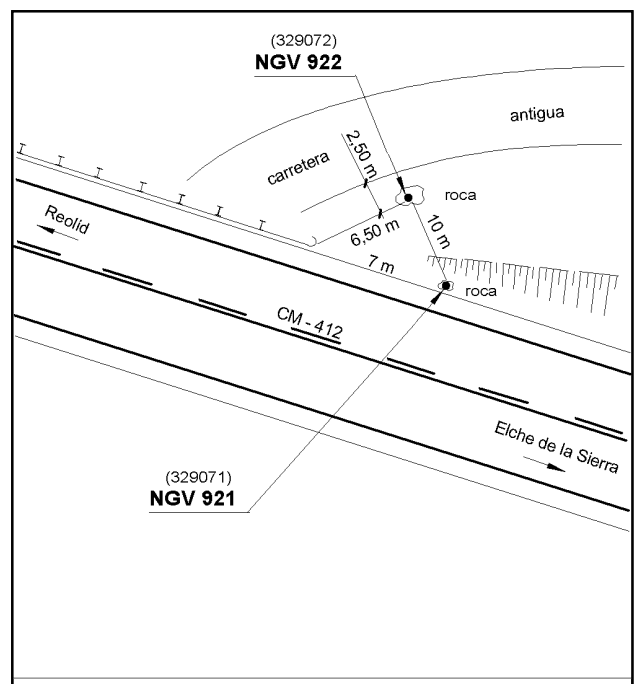 (329072)
NGV 922
antigua
carretera
2,50 m
roca
Reolid
6,50 m
10 m
7 m
roca
CM - 412
Elche de la Sierra
(329071)
NGV 921